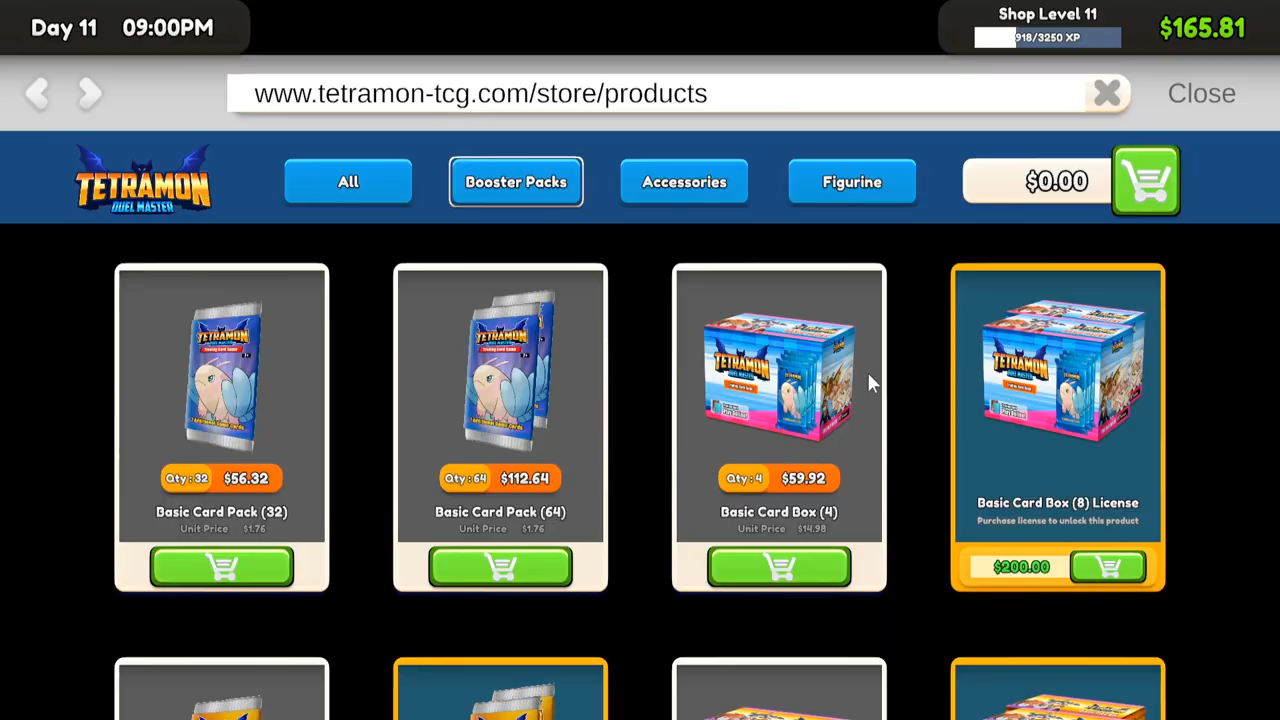 Day 11 09:00PM
Shop Level 11
918/3250 XP
$165.81
www.tetramon-tcg.com/store/products
Close
TETRAMON
DUEL MASTER
All
Booster Packs
Accessories
Figurine
$0.00
TETRAMON
TETRAMON
TETRAMON
TETRAMON
Qty : 32 $56.32
Basic Card Pack (32)
Unit Price $1.76
Qty : 64 $112.64
Basic Card Pack (64)
Unit Price $1.76
Qty : 4 $59.92
Basic Card Box (4)
Unit Price $14.98
Basic Card Box (8) License
Purchase license to unlock this product
$200.00